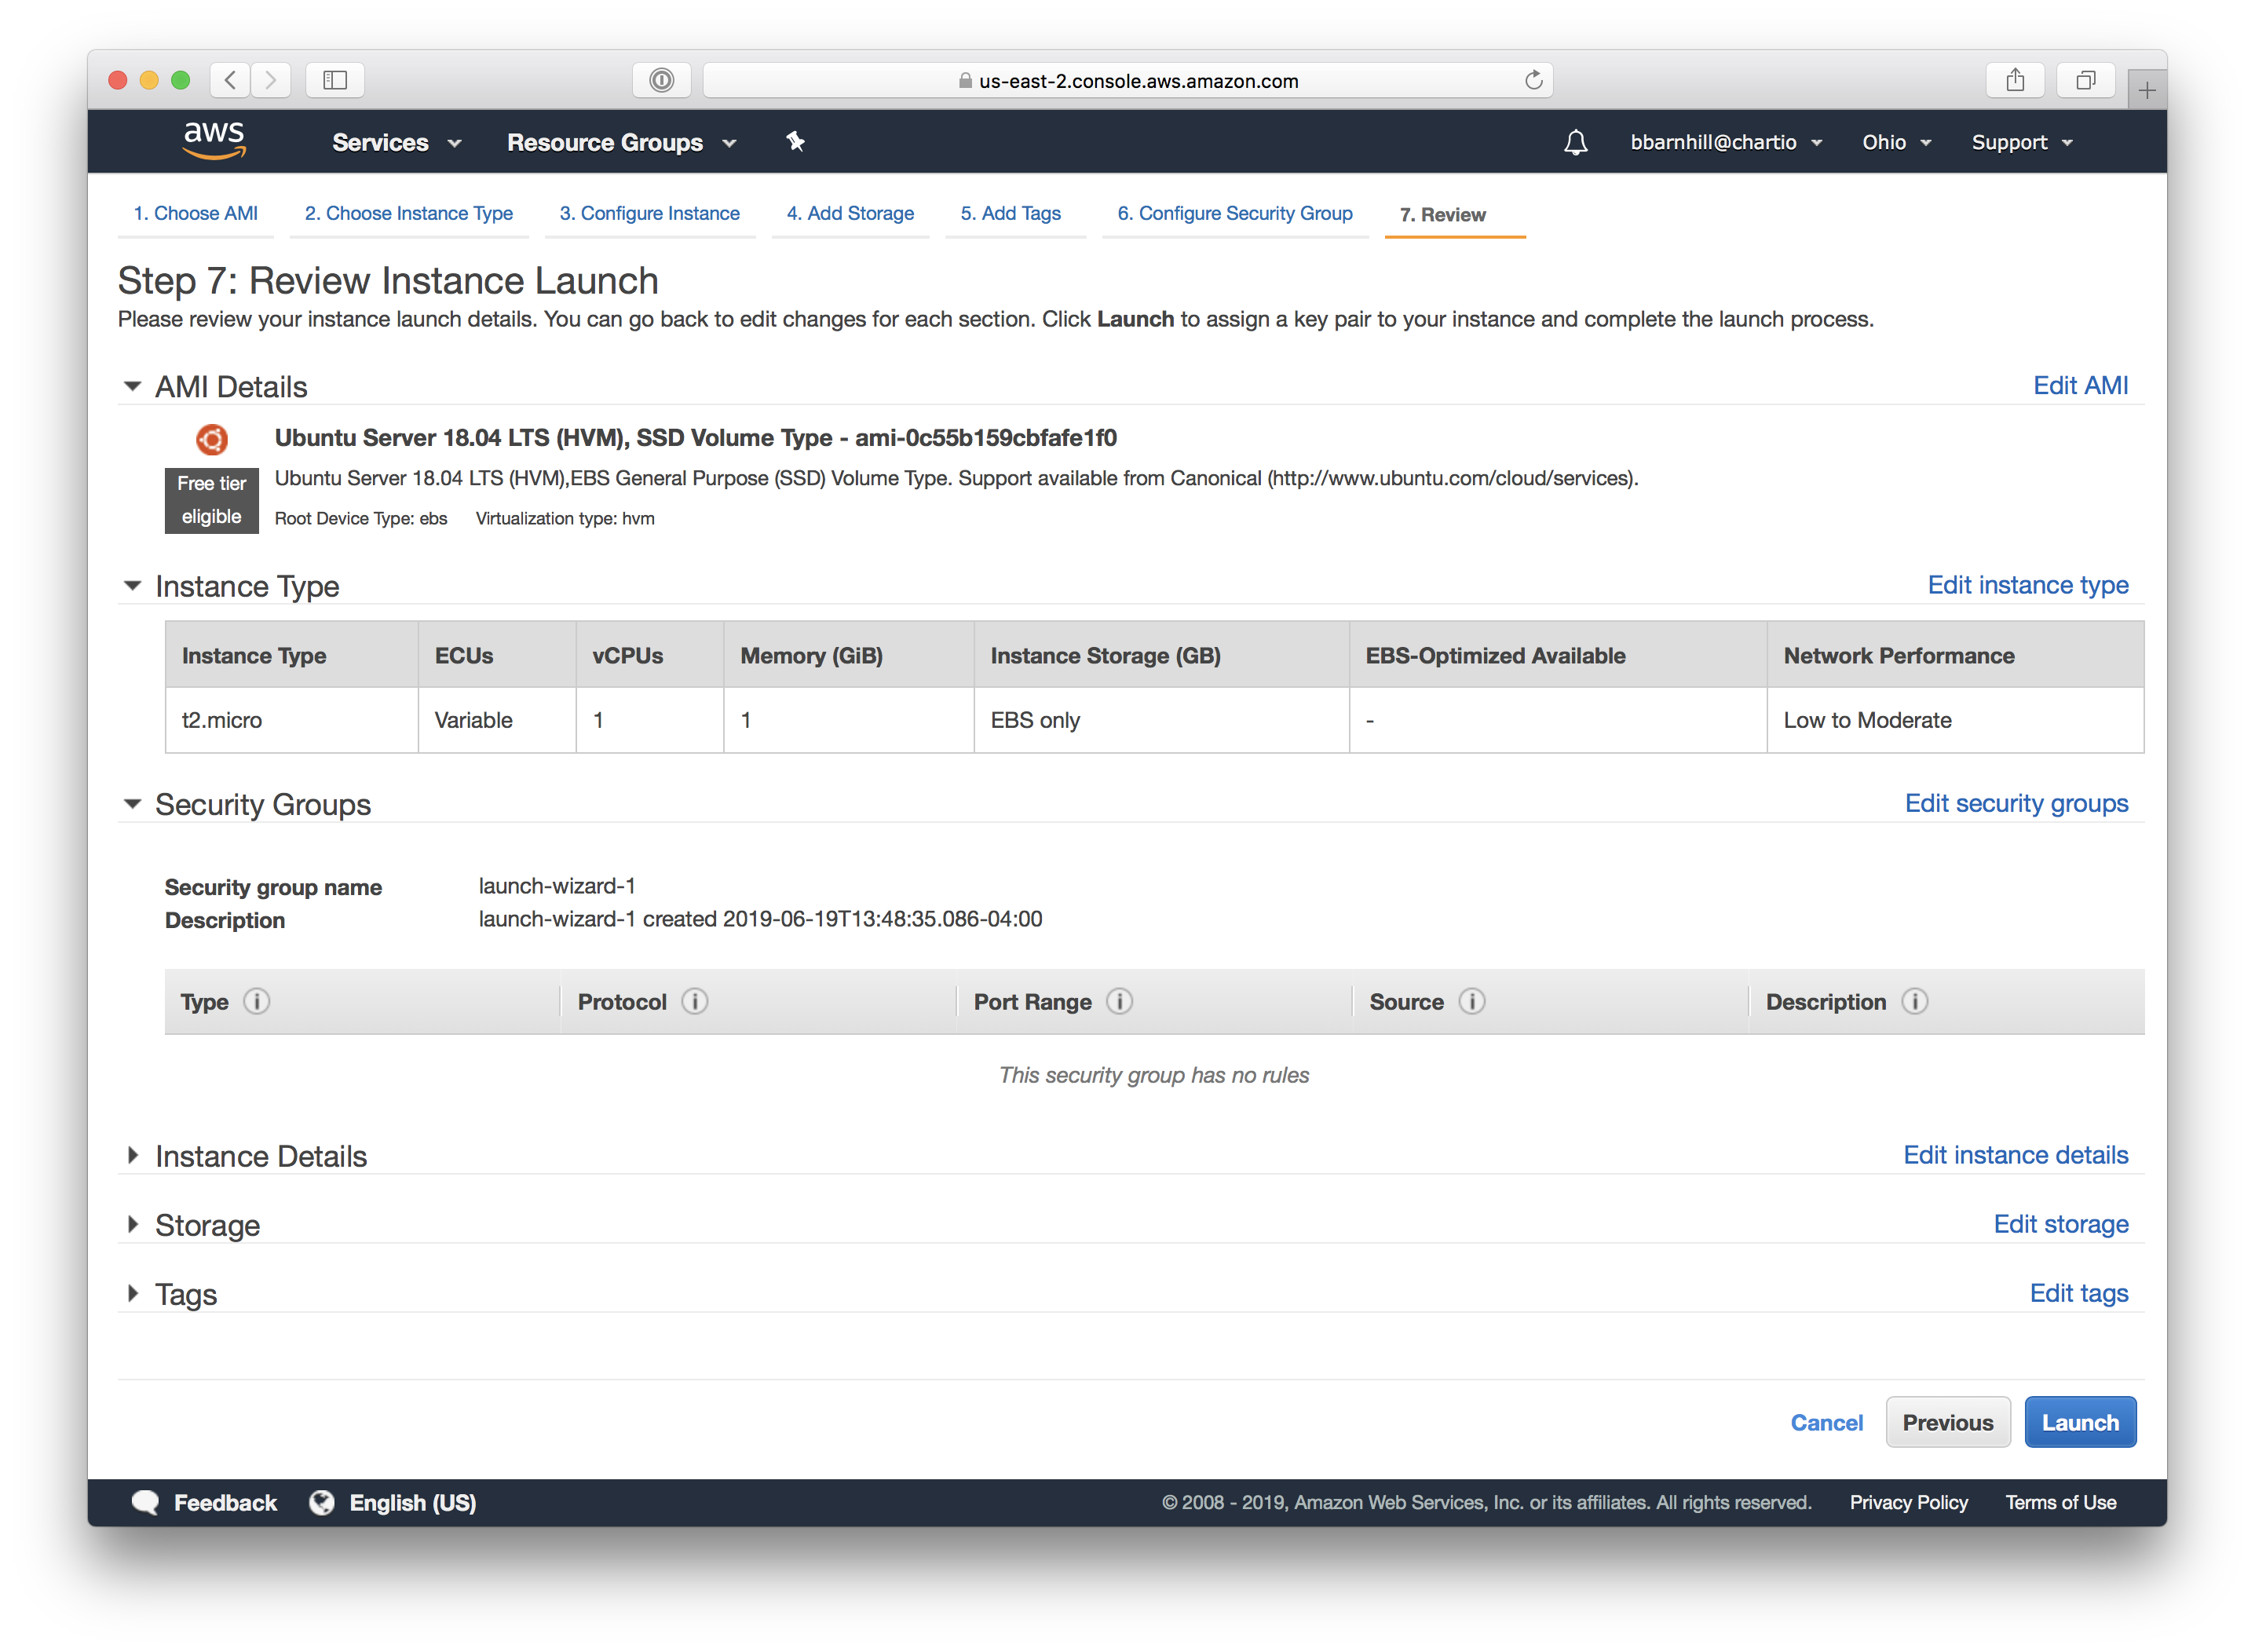 us-east-2.console.aws.amazon.com
aws Services Resource Groups bbarnhill@chartio Ohio Support
1. Choose AMI 2. Choose Instance Type 3. Configure Instance 4. Add Storage 5. Add Tags 6. Configure Security Group 7. Review
Step 7: Review Instance Launch
Please review your instance launch details. You can go back to edit changes for each section. Click Launch to assign a key pair to your instance and complete the launch process.
AMI Details Edit AMI
Ubuntu Server 18.04 LTS (HVM), SSD Volume Type - ami-0c55b159cbfafe1f0
Free tier eligible
Ubuntu Server 18.04 LTS (HVM),EBS General Purpose (SSD) Volume Type. Support available from Canonical (http://www.ubuntu.com/cloud/services).
Root Device Type: ebs Virtualization type: hvm
Instance Type Edit instance type
Instance Type ECUs vCPUs Memory (GiB) Instance Storage (GB) EBS-Optimized Available Network Performance
t2.micro Variable 1 1 EBS only - Low to Moderate
Security Groups Edit security groups
Security group name launch-wizard-1
Description launch-wizard-1 created 2019-06-19T13:48:35.086-04:00
Type Protocol Port Range Source Description
This security group has no rules
Instance Details Edit instance details
Storage Edit storage
Tags Edit tags
Cancel Previous Launch
Feedback English (US) © 2008 - 2019, Amazon Web Services, Inc. or its affiliates. All rights reserved. Privacy Policy Terms of Use